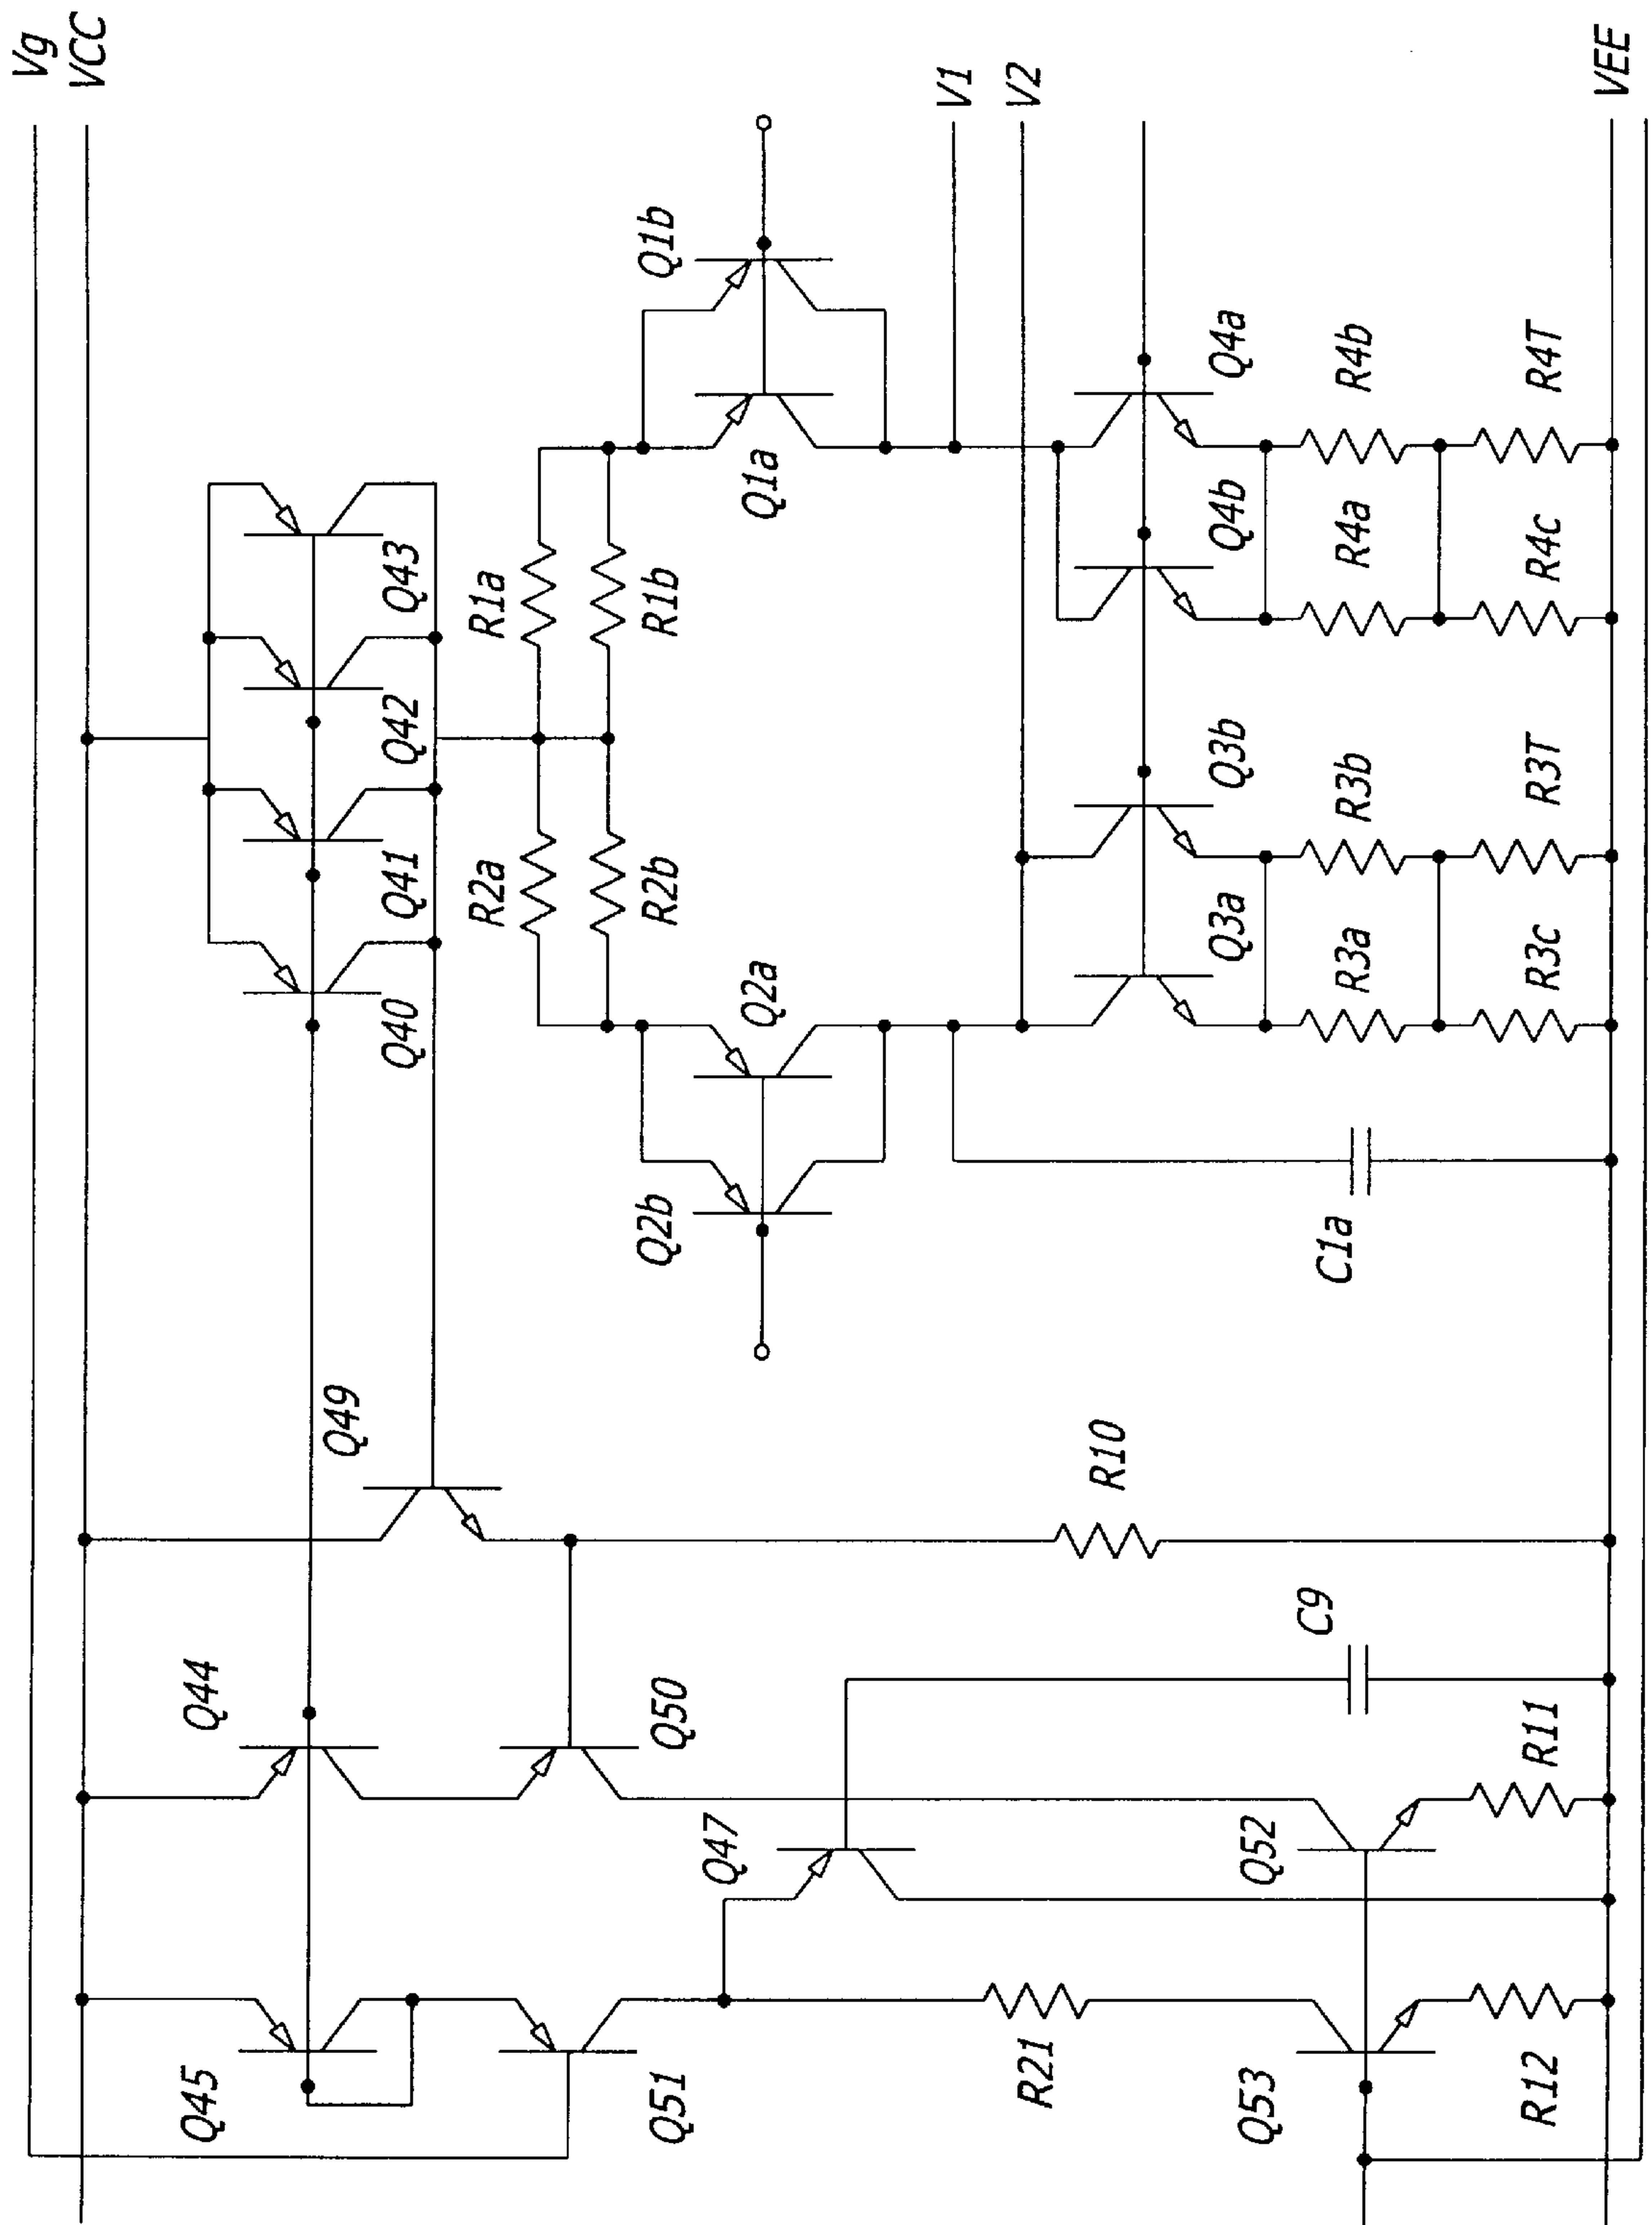 Vg
VCC
Q43
Q42
Q41
Q40
Q49
Q44
Q45
R1a
R1b
R2a
R2b
Q1b
Q1a
Q2a
Q2b
Q50
Q51
Q47
V1
V2
Q4a
Q4b
Q3b
Q3a
R4b
R4a
R3b
R3a
R4T
R4c
R3T
R3c
C1a
R10
C9
R11
Q52
R21
Q53
R12
VEE